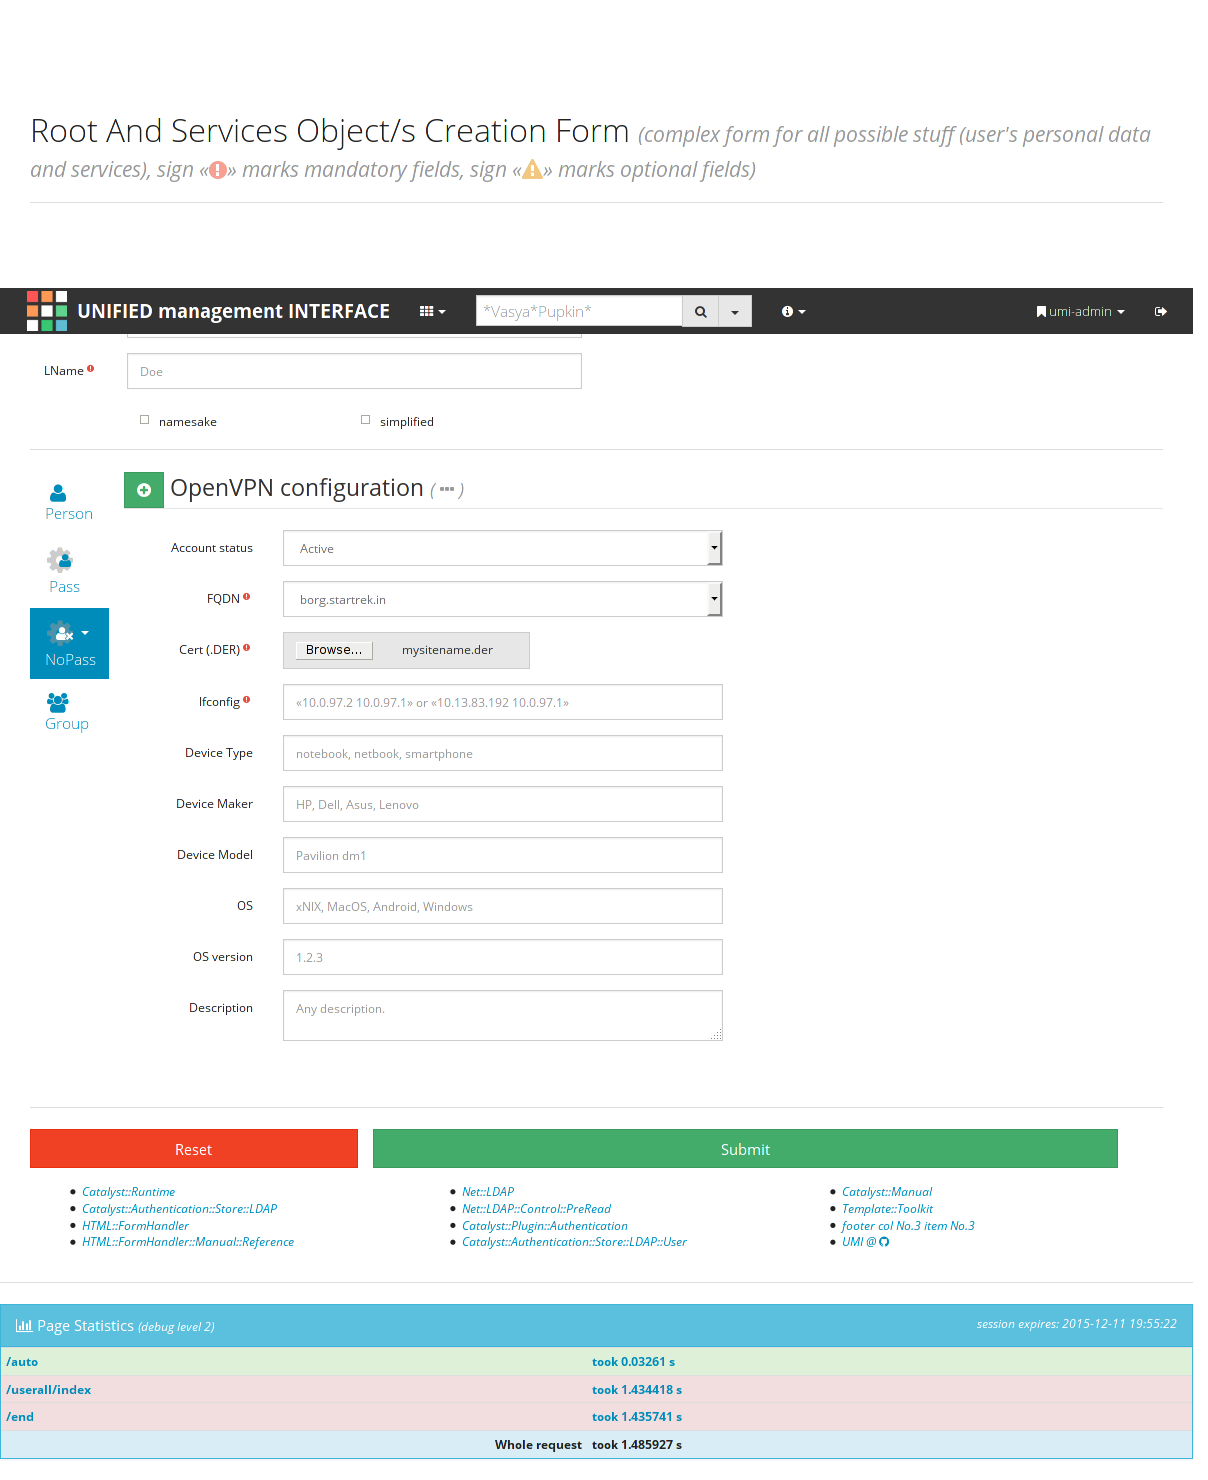 Root And Services Object/s Creation Form (complex form for all possible stuff (user's personal data
and services), sign «» marks mandatory fields, sign «» marks optional fields)
UNIFIED management INTERFACE *Vasya*Pupkin* umi-admin
LName Doe
namesake simplified
OpenVPN configuration ( ··· )
Person
Account status Active
Pass
FQDN borg.startrek.in
Cert (.DER) Browse... mysitename.der
NoPass
Ifconfig «10.0.97.2 10.0.97.1» or «10.13.83.192 10.0.97.1»
Group
Device Type notebook, netbook, smartphone
Device Maker HP, Dell, Asus, Lenovo
Device Model Pavilion dm1
OS xNIX, MacOS, Android, Windows
OS version 1.2.3
Description Any description.
Reset Submit
Catalyst::Runtime
Catalyst::Authentication::Store::LDAP
HTML::FormHandler
HTML::FormHandler::Manual::Reference
Net::LDAP
Net::LDAP::Control::PreRead
Catalyst::Plugin::Authentication
Catalyst::Authentication::Store::LDAP::User
Catalyst::Manual
Template::Toolkit
footer col No.3 item No.3
UMI @
Page Statistics (debug level 2) session expires: 2015-12-11 19:55:22
/auto took 0.03261 s
/userall/index took 1.434418 s
/end took 1.435741 s
Whole request took 1.485927 s